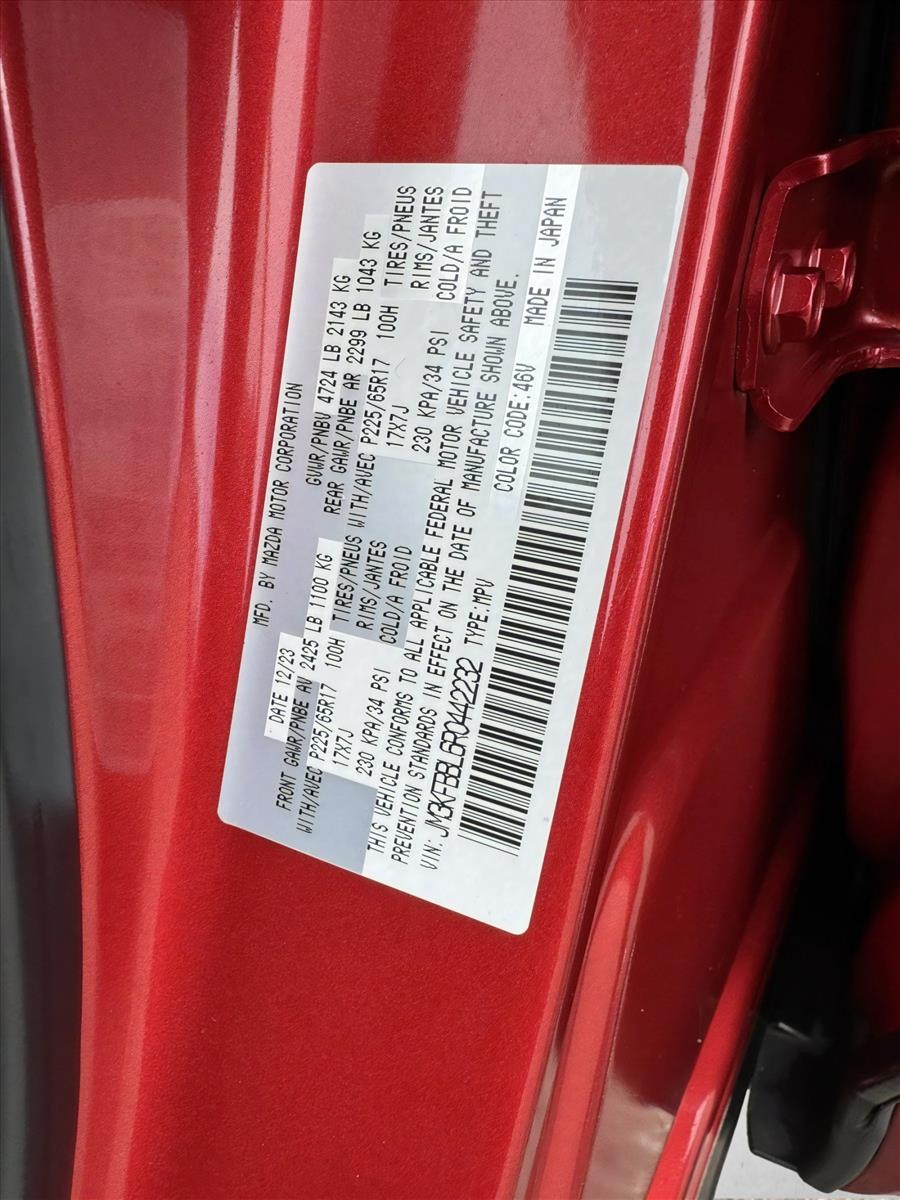 MFD. BY MAZDA MOTOR CORPORATION
DATE 12/23 GVWR/PNBV 4724 LB 2143 KG
FRONT GAWR/PNBE AV 2425 LB 1100 KG REAR GAWR/PNBE AR 2299 LB 1043 KG
WITH/AVEC P225/65R17 100H TIRES/PNEUS WITH/AVEC P225/65R17 100H TIRES/PNEUS
17X7J RIMS/JANTES 17X7J RIMS/JANTES
230 KPA/34 PSI COLD/A FROID 230 KPA/34 PSI COLD/A FROID
THIS VEHICLE CONFORMS TO ALL APPLICABLE FEDERAL MOTOR VEHICLE SAFETY AND THEFT
PREVENTION STANDARDS IN EFFECT ON THE DATE OF MANUFACTURE SHOWN ABOVE.
VIN: JM3KFBBL6R0442232 TYPE:MPV COLOR CODE:46V MADE IN JAPAN